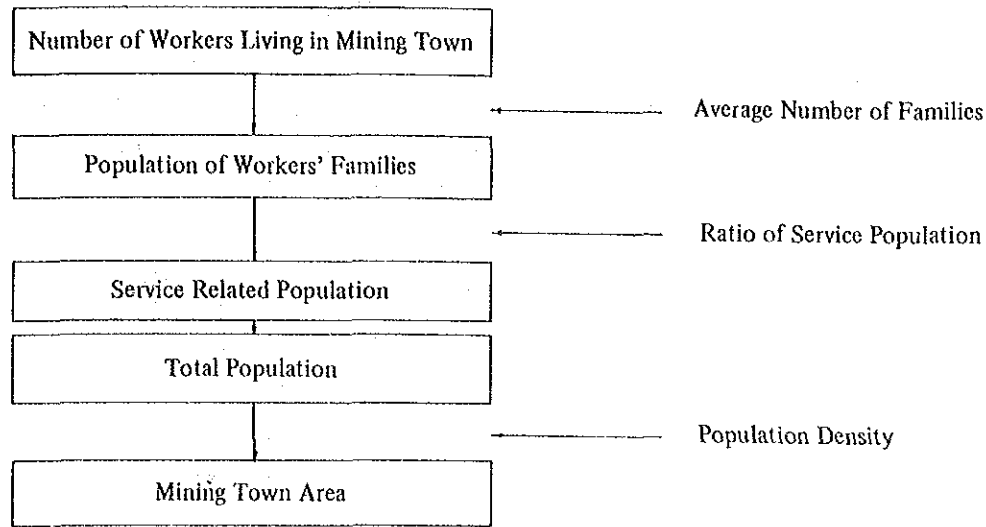 Number of Workers Living in Mining Town
Average Number of Families
Population of Workers' Families
Ratio of Service Population
Service Related Population
Total Population
Population Density
Mining Town Area